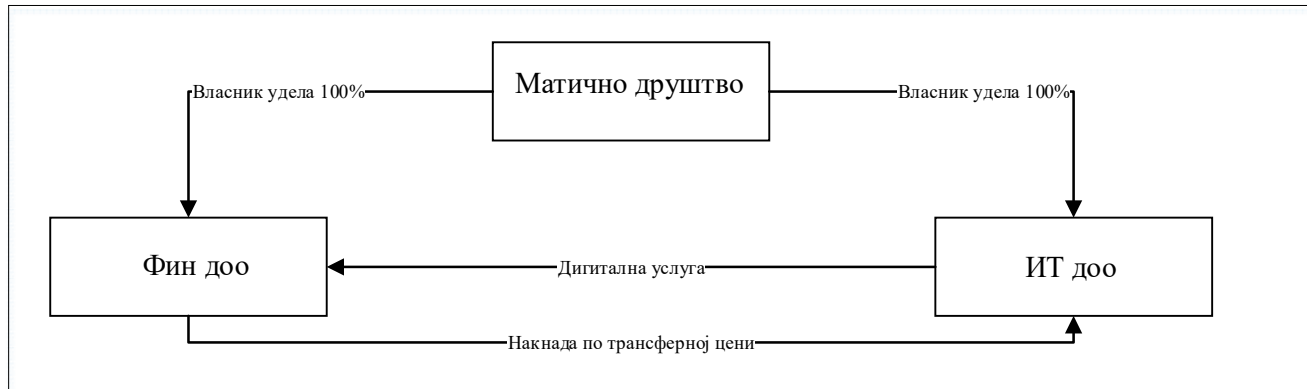 Матично друштво
Власник удела 100%
Власник удела 100%
Фин доо
Дигитална услуга
ИТ доо
Накнада по трансферној цени